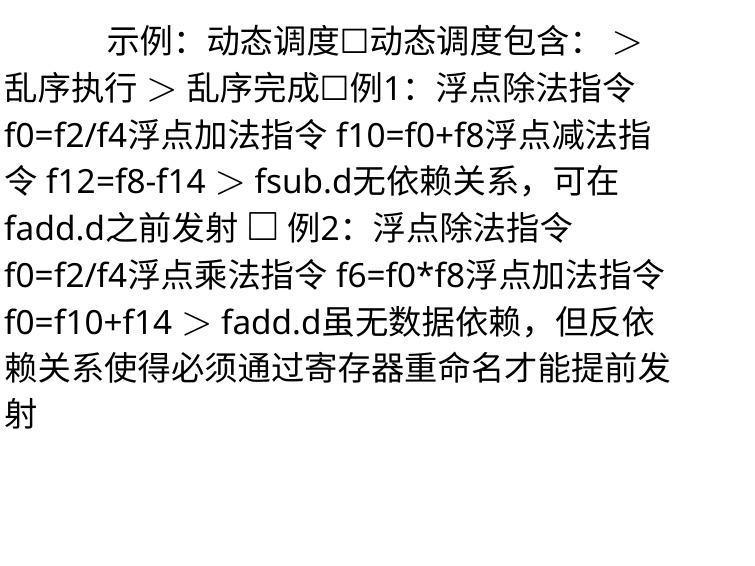 示例：动态调度□动态调度包含： ＞
乱序执行 ＞ 乱序完成□例1：浮点除法指令
f0=f2/f4浮点加法指令 f10=f0+f8浮点减法指
令 f12=f8-f14 ＞ fsub.d无依赖关系，可在
fadd.d之前发射 □ 例2：浮点除法指令
f0=f2/f4浮点乘法指令 f6=f0*f8浮点加法指令
f0=f10+f14 ＞ fadd.d虽无数据依赖，但反依
赖关系使得必须通过寄存器重命名才能提前发
射